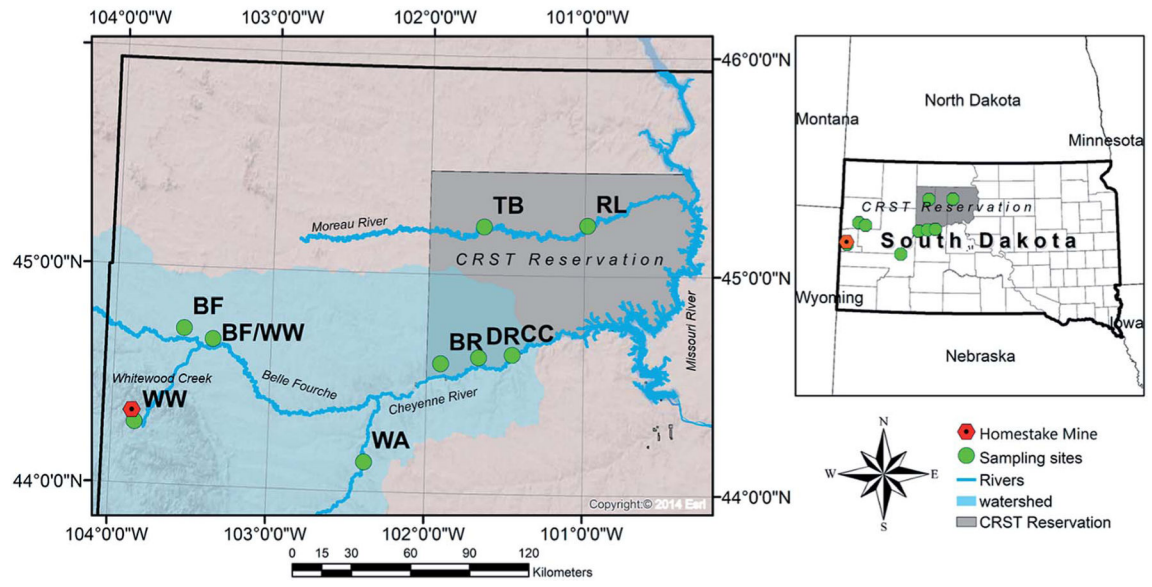 104°0'0"W 103°0'0"W 102°0'0"W 101°0'0"W
46°0'0"N
TB RL
Moreau River
CRST Reservation
45°0'0"N 45°0'0"N
BF
BF/WW
BR DR CC
Missouri River
Whitewood Creek
Belle Fourche
WW
Cheyenne River
WA
44°0'0"N 44°0'0"N
Copyright:© 2014 Esri
104°0'0"W 103°0'0"W 102°0'0"W 101°0'0"W
0 15 30 60 90 120
Kilometers
North Dakota
Montana
Minnesota
CRST Reservation
South Dakota
Wyoming
Iowa
Nebraska
N
W E
S
Homestake Mine
Sampling sites
Rivers
watershed
CRST Reservation